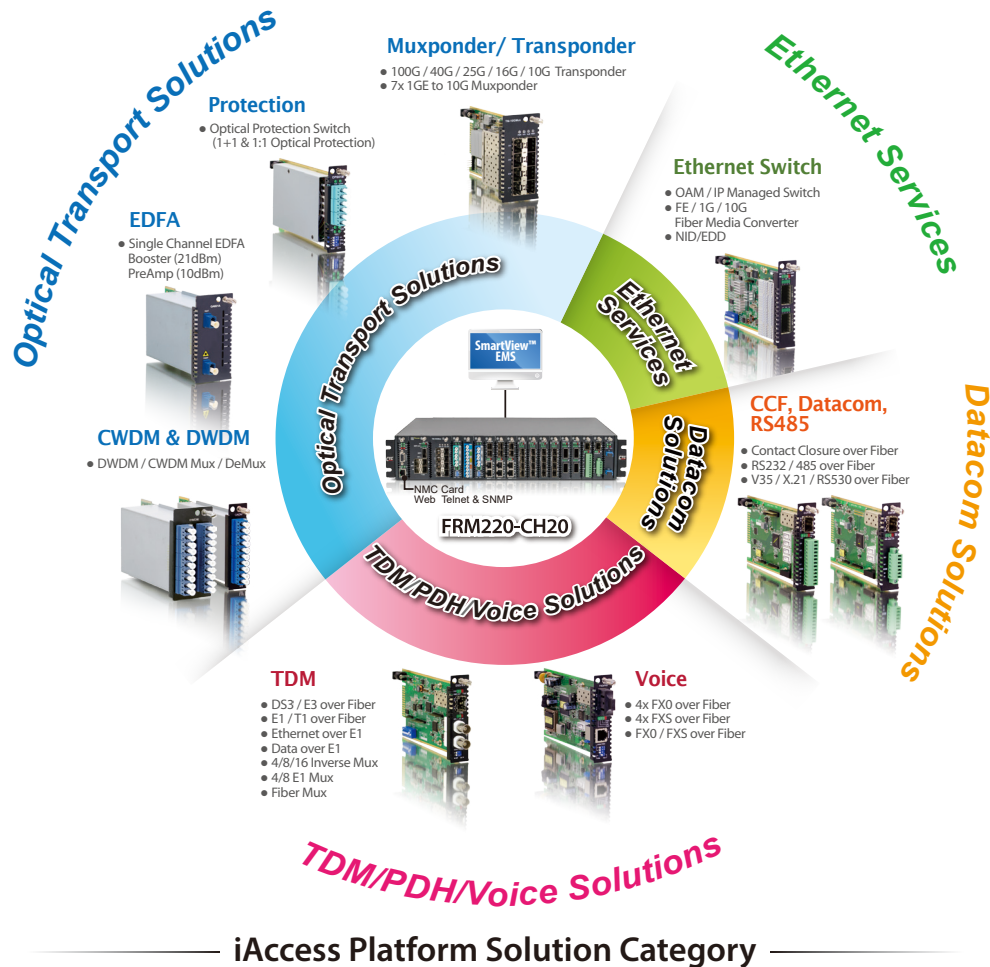 Optical Transport Solutions
Muxponder/ Transponder
● 100G / 40G / 25G / 16G / 10G Transponder
● 7x 1GE to 10G Muxponder
Protection
● Optical Protection Switch
(1+1 & 1:1 Optical Protection)
EDFA
● Single Channel EDFA
Booster (21dBm)
PreAmp (10dBm)
CWDM & DWDM
● DWDM / CWDM Mux / DeMux
Ethernet Services
Ethernet Switch
● OAM / IP Managed Switch
● FE / 1G / 10G
Fiber Media Converter
● NID/EDD
Datacom Solutions
CCF, Datacom,
RS485
● Contact Closure over Fiber
● RS232 / 485 over Fiber
● V35 / X.21 / RS530 over Fiber
Optical Transport Solutions
Ethernet
Services
Datacom
Solutions
TDM/PDH/Voice Solutions
SmartView™
EMS
NMC Card
Web Telnet & SNMP
FRM220-CH20
TDM
● DS3 / E3 over Fiber
● E1 / T1 over Fiber
● Ethernet over E1
● Data over E1
● 4/8/16 Inverse Mux
● 4/8 E1 Mux
● Fiber Mux
Voice
● 4x FX0 over Fiber
● 4x FXS over Fiber
● FX0 / FXS over Fiber
TDM/PDH/Voice Solutions
iAccess Platform Solution Category